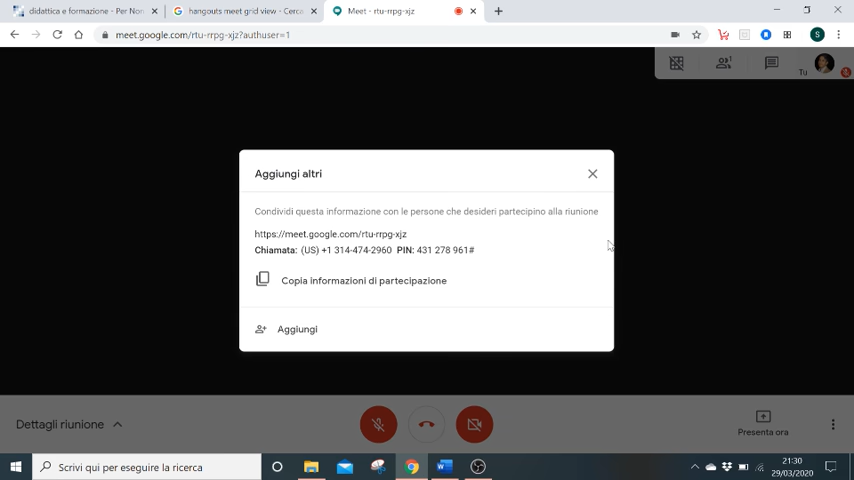 didattica e formazione - Per Non
hangouts meet grid view - Cerco
Meet - rtu-rrpg-xjz
meet.google.com/rtu-rrpg-xjz?authuser=1
S
1
Tu
Aggiungi altri
Condividi questa informazione con le persone che desideri partecipino alla riunione
https://meet.google.com/rtu-rrpg-xjz
Chiamata: (US) +1 314-474-2960 PIN: 431 278 961#
Copia informazioni di partecipazione
Aggiungi
Dettagli riunione
Presenta ora
Scrivi qui per eseguire la ricerca
21:30
29/03/2020